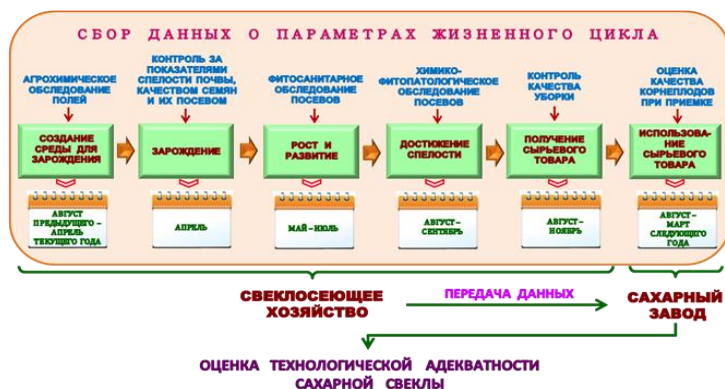 СБОР ДАННЫХ О ПАРАМЕТРАХ ЖИЗНЕННОГО ЦИКЛА
АГРОХИМИЧЕСКОЕ
ОБСЛЕДОВАНИЕ
ПОЛЕЙ
КОНТРОЛЬ ЗА
ПОКАЗАТЕЛЯМИ
СПЕЛОСТИ ПОЧВЫ,
КАЧЕСТВОМ СЕМЯН
И ИХ ПОСЕВОМ
ФИТОСАНИТАРНОЕ
ОБСЛЕДОВАНИЕ
ПОСЕВОВ
ХИМИКО-
ФИТОПАТОЛОГИЧЕСКОЕ
ОБСЛЕДОВАНИЕ
ПОСЕВОВ
КОНТРОЛЬ
КАЧЕСТВА
УБОРКИ
ОЦЕНКА
КАЧЕСТВА
КОРНЕПЛОДОВ
ПРИ ПРИЕМКЕ
СОЗДАНИЕ
СРЕДЫ ДЛЯ
ЗАРОЖДЕНИЯ
ЗАРОЖДЕНИЕ
РОСТ И
РАЗВИТИЕ
ДОСТИЖЕНИЕ
СПЕЛОСТИ
ПОЛУЧЕНИЕ
СЫРЬЕВОГО
ТОВАРА
ИСПОЛЬЗОВА-
НИЕ
СЫРЬЕВОГО
ТОВАРА
АВГУСТ
ПРЕДЫДУЩЕГО –
АПРЕЛЬ
ТЕКУЩЕГО ГОДА
АПРЕЛЬ
МАЙ–ИЮЛЬ
АВГУСТ–
СЕНТЯБРЬ
АВГУСТ–
НОЯБРЬ
АВГУСТ–
МАРТ
СЛЕДУЮЩЕГО
ГОДА
СВЕКЛОСЕЮЩЕЕ
ХОЗЯЙСТВО
ПЕРЕДАЧА ДАННЫХ
САХАРНЫЙ
ЗАВОД
ОЦЕНКА ТЕХНОЛОГИЧЕСКОЙ АДЕКВАТНОСТИ
САХАРНОЙ СВЕКЛЫ